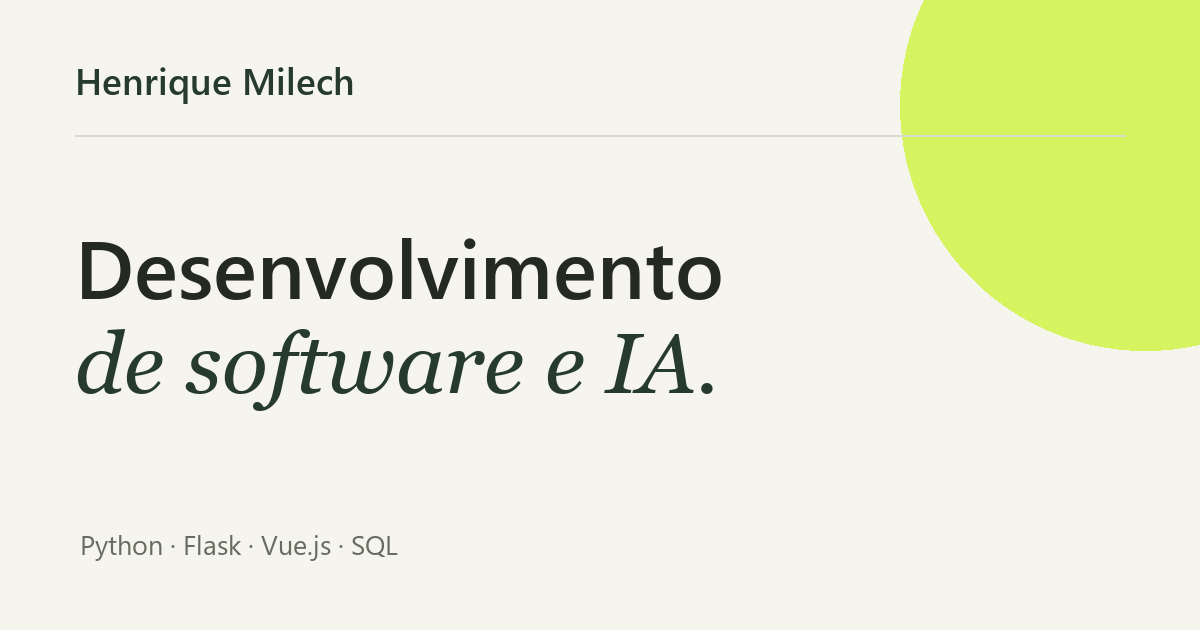 Henrique Milech
Desenvolvimento
de software e IA.
Python · Flask · Vue.js · SQL